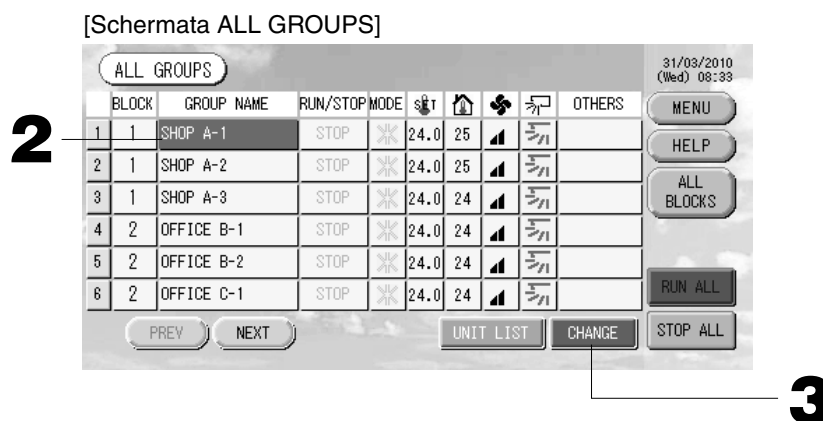 [Schermata ALL GROUPS]
ALL GROUPS
31/03/2010
(Wed) 08:33
BLOCK GROUP NAME RUN/STOP MODE SET OTHERS
MENU
2
1 1 SHOP A-1 STOP 24.0 25
HELP
2 1 SHOP A-2 STOP 24.0 25
ALL
BLOCKS
3 1 SHOP A-3 STOP 24.0 24
4 2 OFFICE B-1 STOP 24.0 24
5 2 OFFICE B-2 STOP 24.0 24
6 2 OFFICE C-1 STOP 24.0 24
RUN ALL
PREV NEXT UNIT LIST CHANGE STOP ALL
3